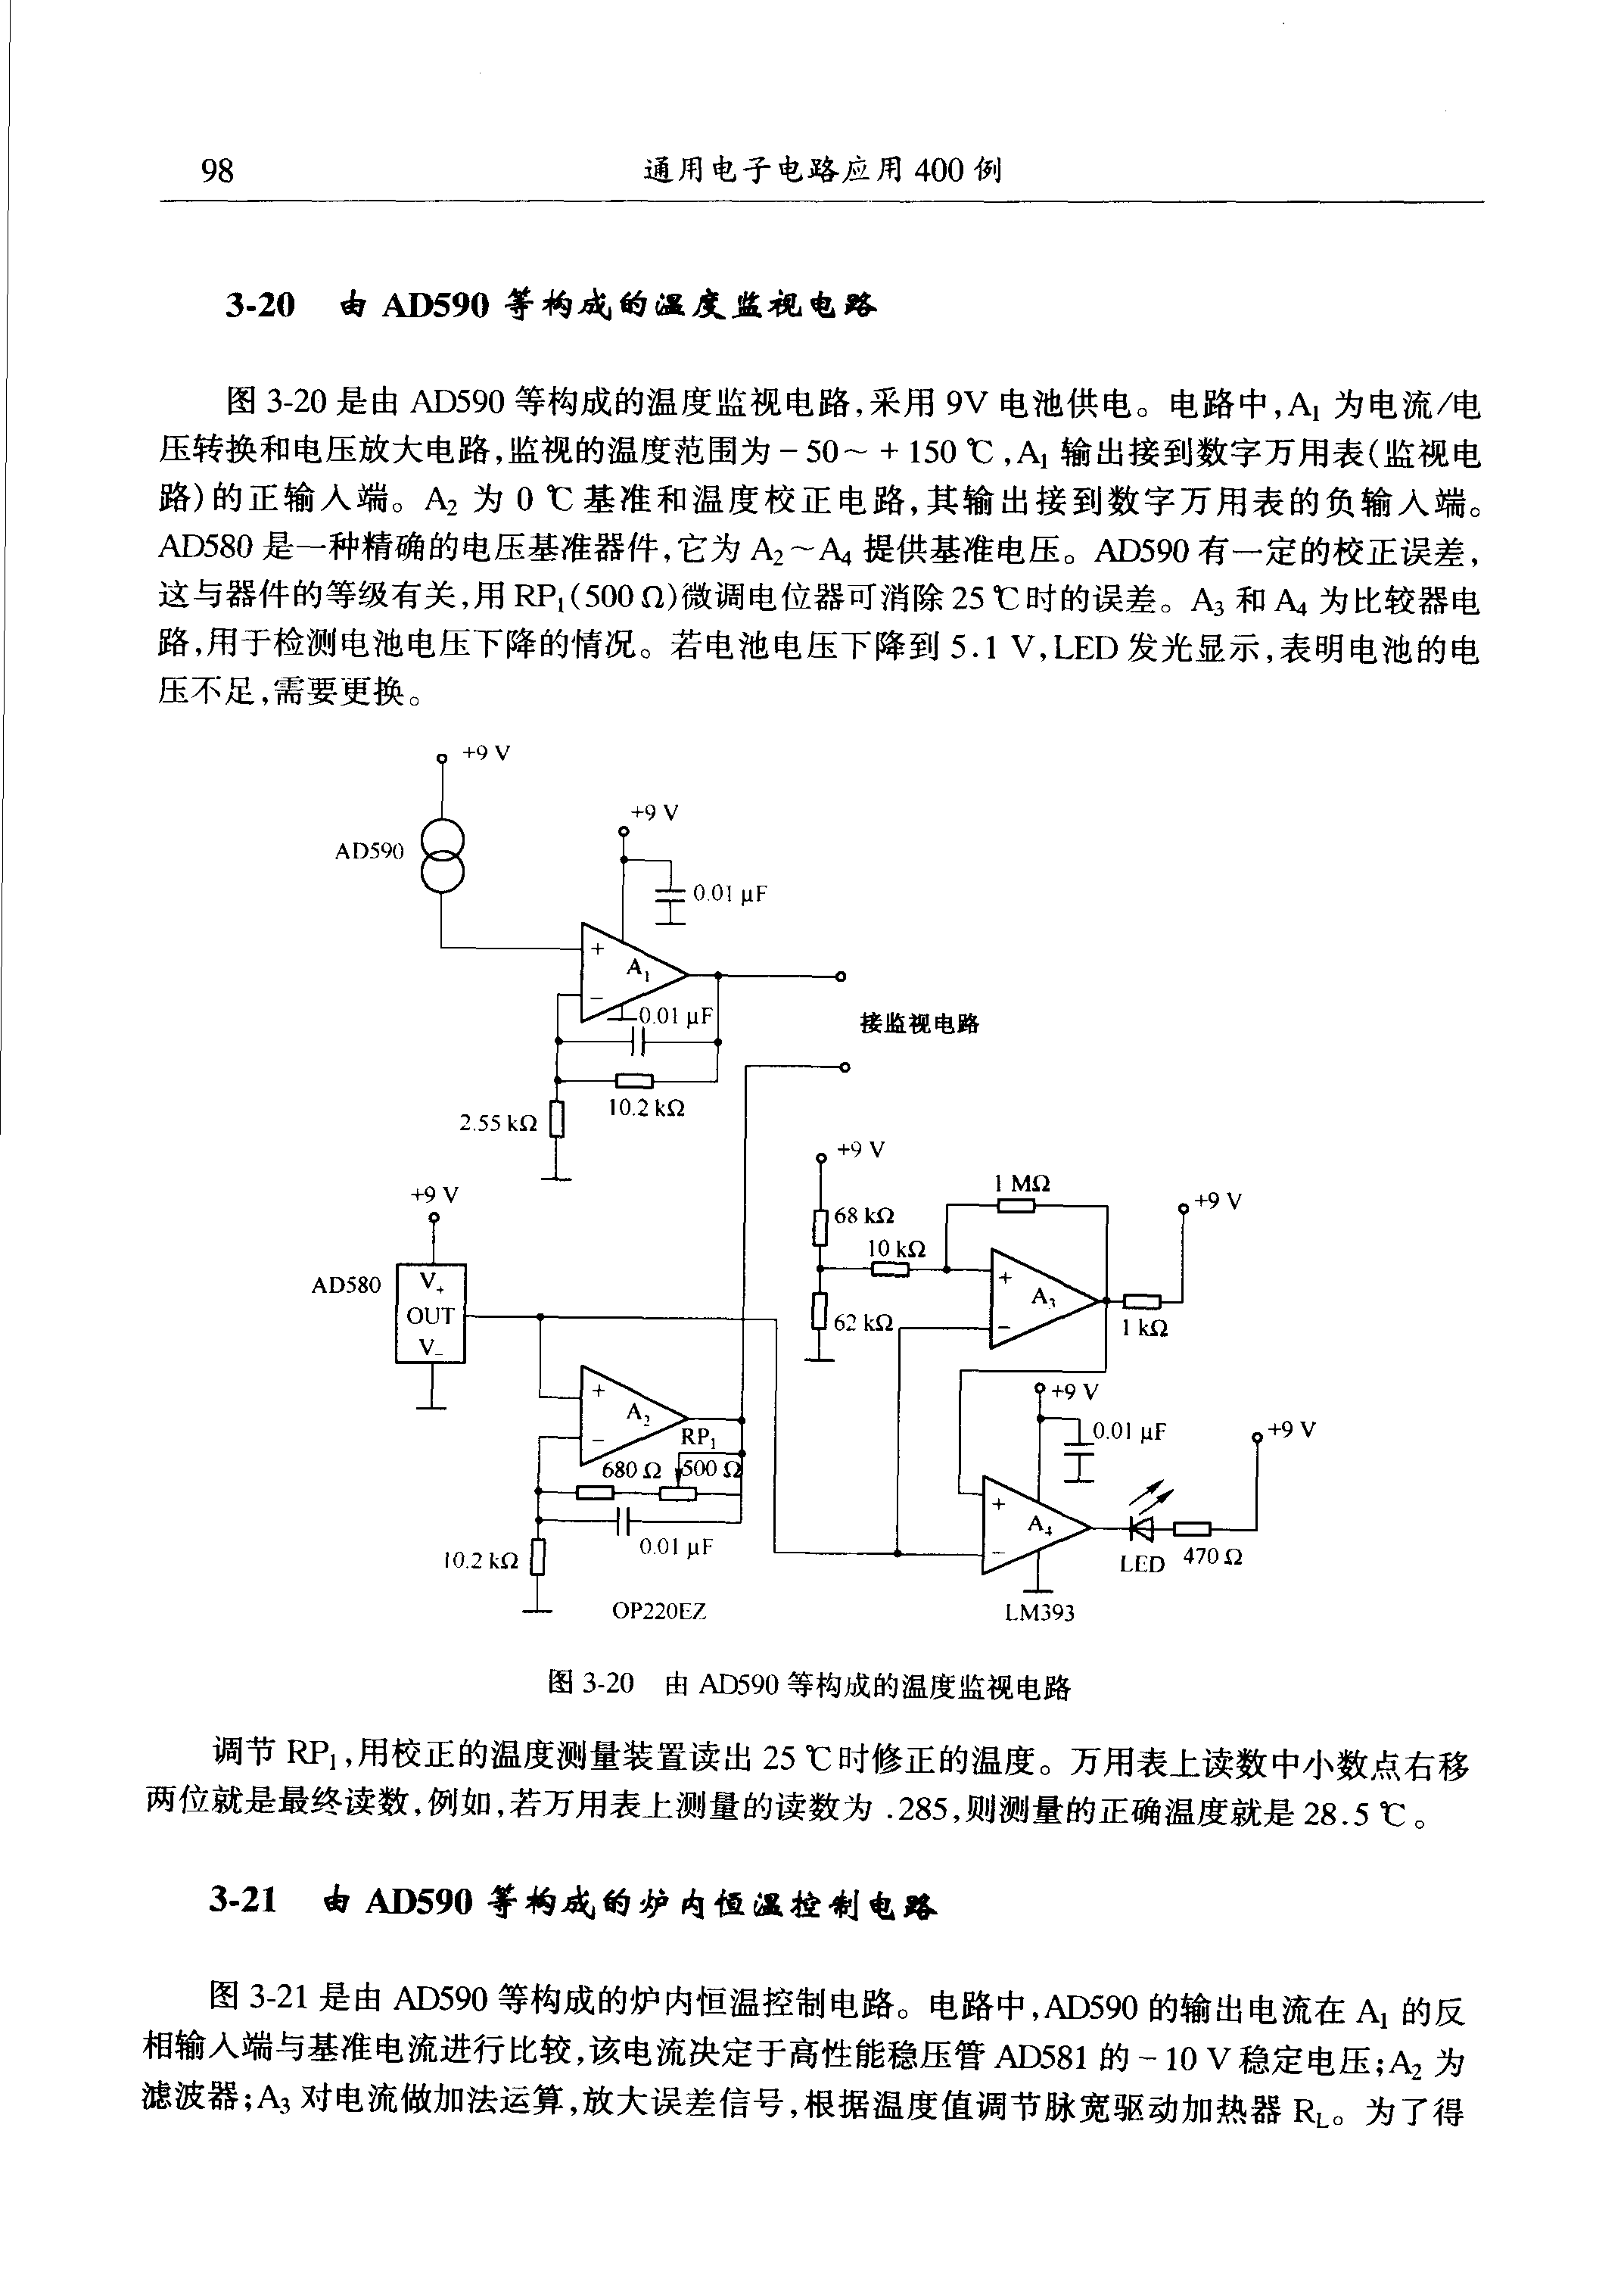 98
通用电子电路应用 400 例
3-20 由 AD590 等构成的温度监视电路
图 3-20 是由 AD590 等构成的温度监视电路,采用 9V 电池供电。电路中,A₁ 为电流/电
压转换和电压放大电路,监视的温度范围为 - 50~ + 150 ℃,A₁ 输出接到数字万用表(监视电
路)的正输入端。A₂ 为 0 ℃基准和温度校正电路,其输出接到数字万用表的负输入端。
AD580 是一种精确的电压基准器件,它为 A₂~A₄ 提供基准电压。AD590 有一定的校正误差,
这与器件的等级有关,用 RP₁(500 Ω)微调电位器可消除 25 ℃时的误差。A₃ 和 A₄ 为比较器电
路,用于检测电池电压下降的情况。若电池电压下降到 5.1 V,LED 发光显示,表明电池的电
压不足,需要更换。
+9 V
+9 V
AD590
0.01 μF
+
A₁
−
0.01 μF
接监视电路
10.2 kΩ
2.55 kΩ
+9 V
1 MΩ
+9 V
+9 V
68 kΩ
10 kΩ
AD580
V₊
OUT
V₋
+
A₃
−
62 kΩ
1 kΩ
+
A₂
−
+9 V
RP₁
0.01 μF
+9 V
680 Ω
500 Ω
+
A₄
−
0.01 μF
10.2 kΩ
LED
470 Ω
OP220EZ
LM393
图 3-20 由 AD590 等构成的温度监视电路
调节 RP₁,用校正的温度测量装置读出 25 ℃时修正的温度。万用表上读数中小数点右移
两位就是最终读数,例如,若万用表上测量的读数为 .285,则测量的正确温度就是 28.5 ℃。
3-21 由 AD590 等构成的炉内恒温控制电路
图 3-21 是由 AD590 等构成的炉内恒温控制电路。电路中,AD590 的输出电流在 A₁ 的反
相输入端与基准电流进行比较,该电流决定于高性能稳压管 AD581 的 - 10 V 稳定电压;A₂ 为
滤波器;A₃ 对电流做加法运算,放大误差信号,根据温度值调节脉宽驱动加热器 R_L。为了得